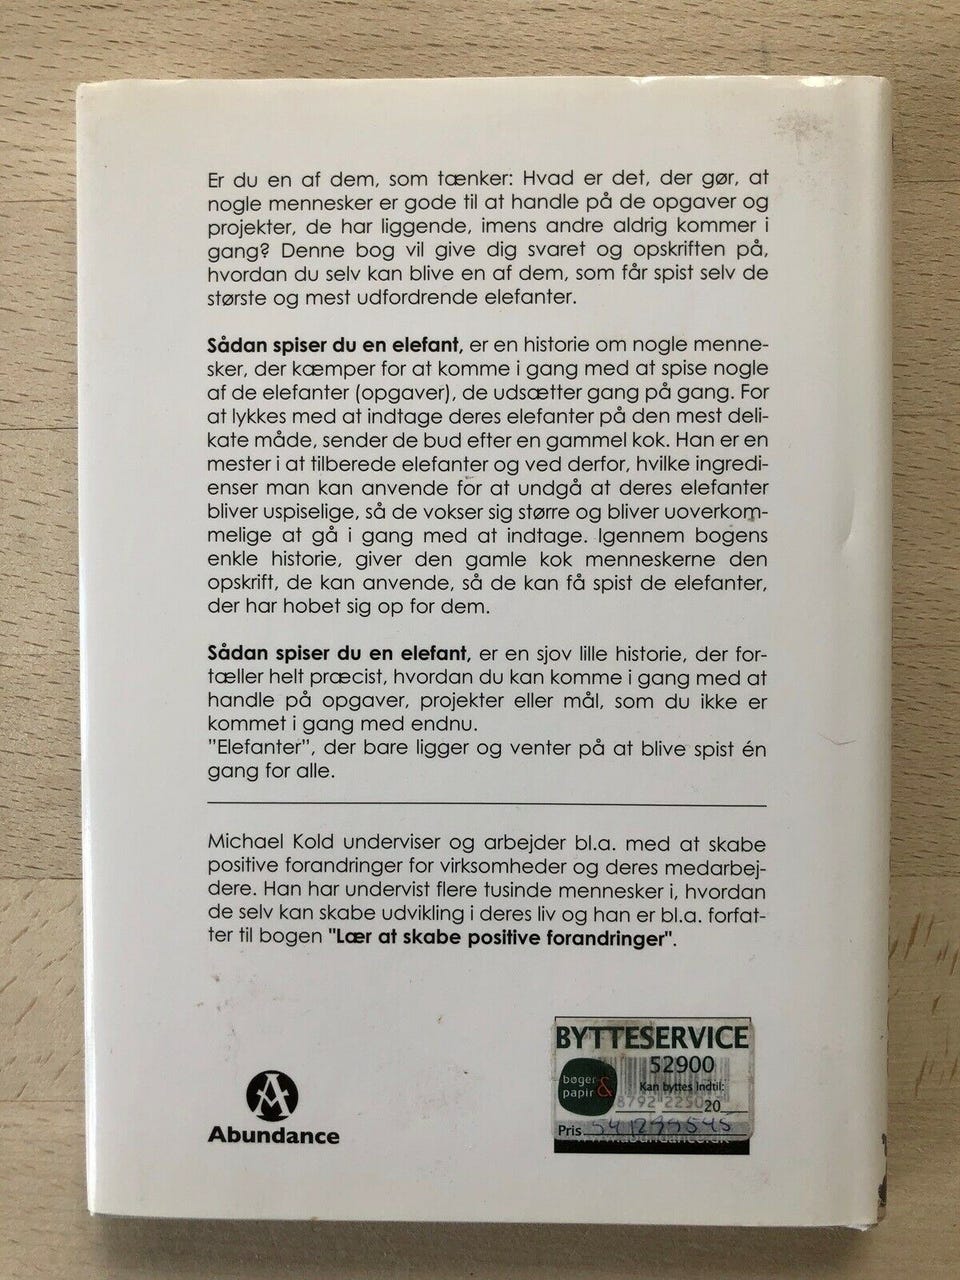 Er du en af dem, som tænker: Hvad er det, der gør, at
nogle mennesker er gode til at handle på de opgaver og
projekter, de har liggende, imens andre aldrig kommer i
gang? Denne bog vil give dig svaret og opskriften på,
hvordan du selv kan blive en af dem, som får spist selv de
største og mest udfordrende elefanter.
Sådan spiser du en elefant, er en historie om nogle menne-
sker, der kæmper for at komme i gang med at spise nogle
af de elefanter (opgaver), de udsætter gang på gang. For
at lykkes med at indtage deres elefanter på den mest deli-
kate måde, sender de bud efter en gammel kok. Han er en
mester i at tilberede elefanter og ved derfor, hvilke ingredi-
enser man kan anvende for at undgå at deres elefanter
bliver uspiselige, så de vokser sig større og bliver uoverkom-
melige at gå i gang med at indtage. Igennem bogens
enkle historie, giver den gamle kok menneskerne den
opskrift, de kan anvende, så de kan få spist de elefanter,
der har hobet sig op for dem.
Sådan spiser du en elefant, er en sjov lille historie, der for-
tæller helt præcist, hvordan du kan komme i gang med at
handle på opgaver, projekter eller mål, som du ikke er
kommet i gang med endnu.
"Elefanter", der bare ligger og venter på at blive spist én
gang for alle.
Michael Kold underviser og arbejder bl.a. med at skabe
positive forandringer for virksomheder og deres medarbej-
dere. Han har undervist flere tusinde mennesker i, hvordan
de selv kan skabe udvikling i deres liv og han er bl.a. forfat-
ter til bogen "Lær at skabe positive forandringer".
Abundance
BYTTESERVICE
52900
bøger &
papir
Kan byttes indtil:
20
Pris